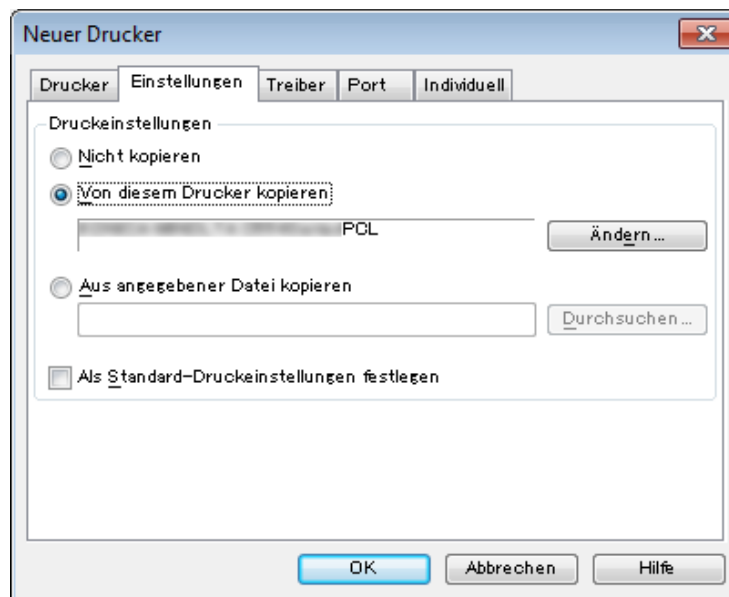 Neuer Drucker
Drucker Einstellungen Treiber Port Individuell
Druckeinstellungen
Nicht kopieren
Von diesem Drucker kopieren
PCL
Ändern...
Aus angegebener Datei kopieren
Durchsuchen...
Als Standard-Druckeinstellungen festlegen
OK Abbrechen Hilfe